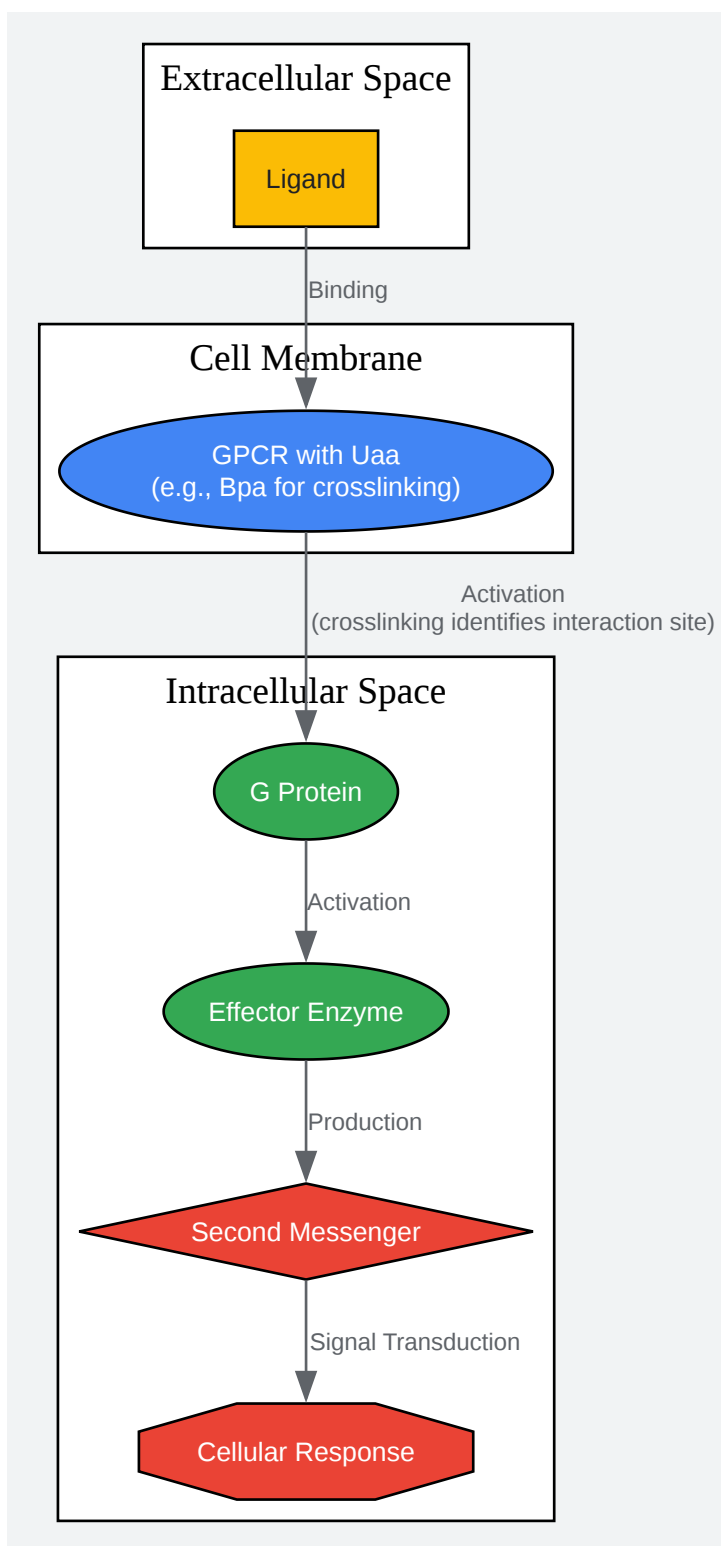 Extracellular Space
Ligand
Binding
Cell Membrane
GPCR with Uaa
(e.g., Bpa for crosslinking)
Activation
(crosslinking identifies interaction site)
Intracellular Space
G Protein
Activation
Effector Enzyme
Production
Second Messenger
Signal Transduction
Cellular Response